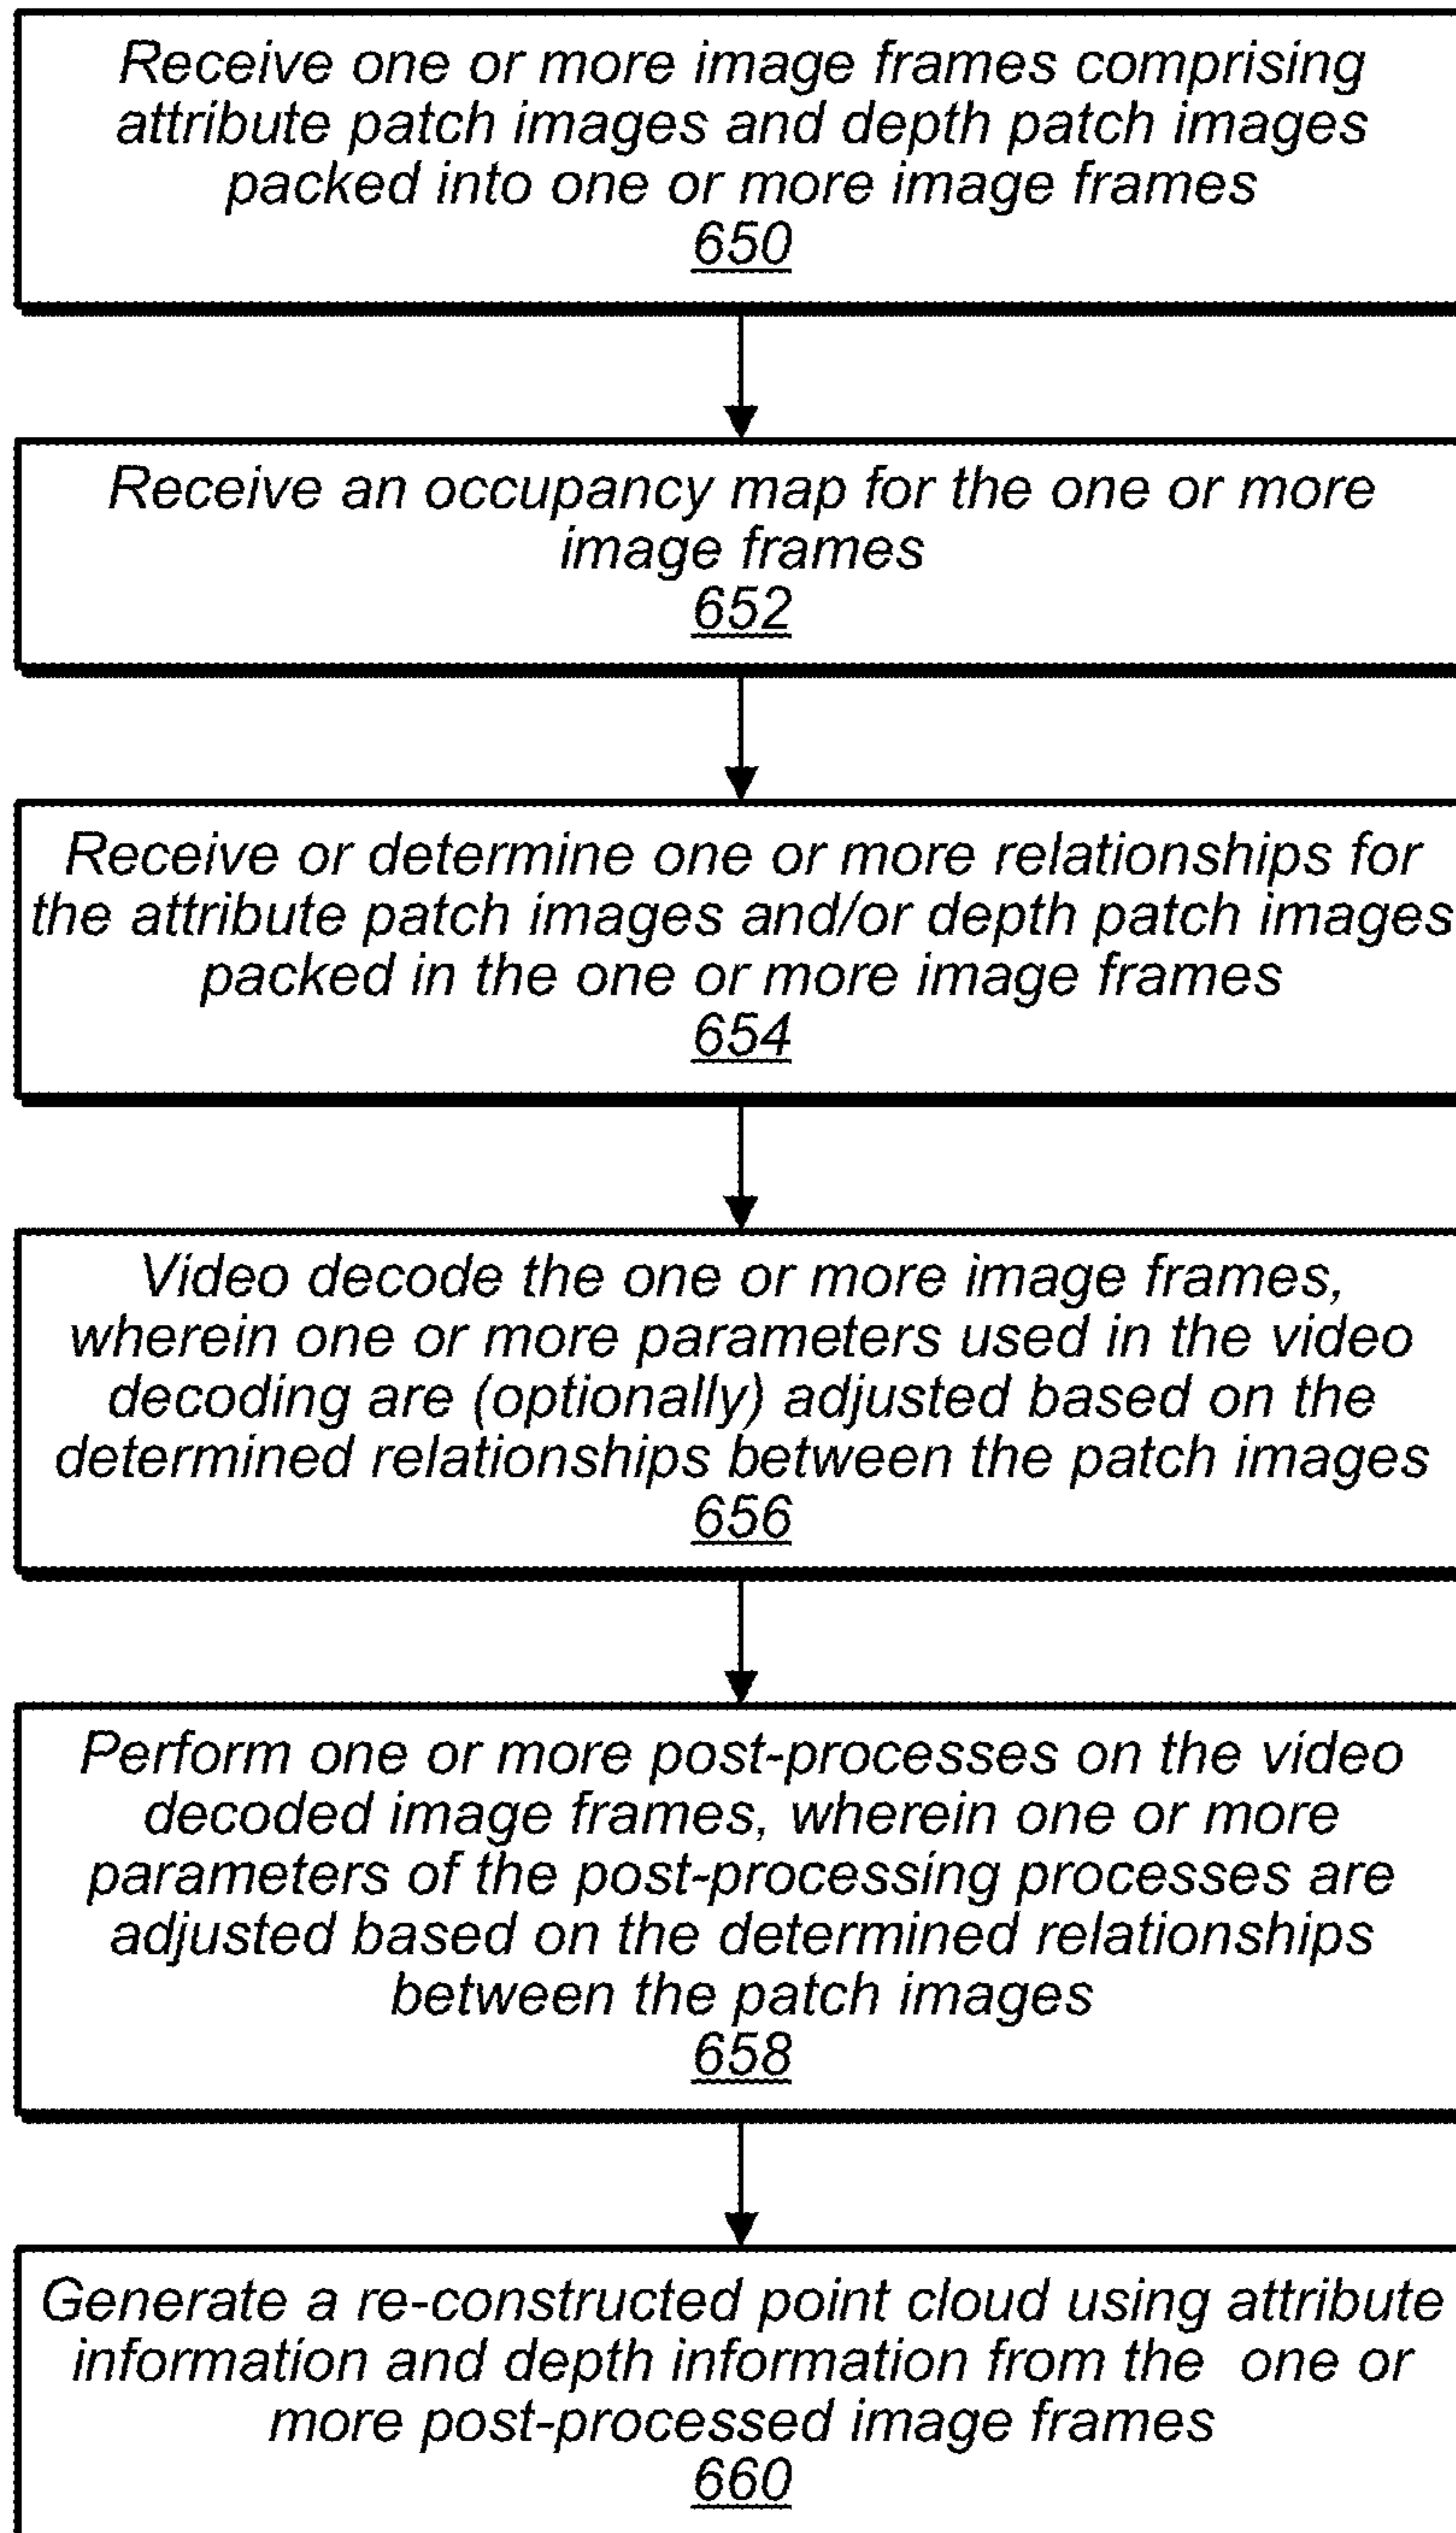 Receive one or more image frames comprising
attribute patch images and depth patch images
packed into one or more image frames
650
Receive an occupancy map for the one or more
image frames
652
Receive or determine one or more relationships for
the attribute patch images and/or depth patch images
packed in the one or more image frames
654
Video decode the one or more image frames,
wherein one or more parameters used in the video
decoding are (optionally) adjusted based on the
determined relationships between the patch images
656
Perform one or more post-processes on the video
decoded image frames, wherein one or more
parameters of the post-processing processes are
adjusted based on the determined relationships
between the patch images
658
Generate a re-constructed point cloud using attribute
information and depth information from the one or
more post-processed image frames
660